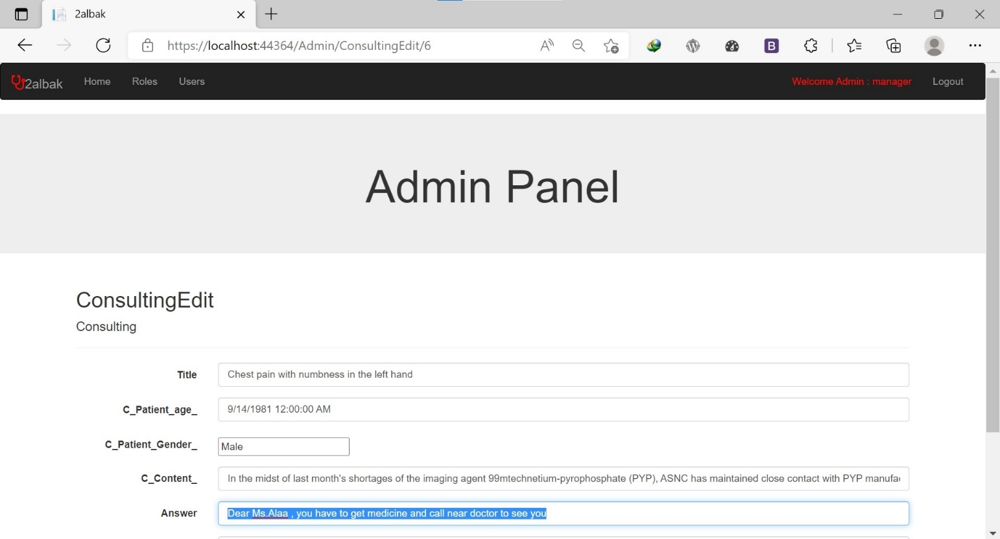 2albak
https://localhost:44364/Admin/ConsultingEdit/6
2albak Home Roles Users Welcome Admin : manager Logout
Admin Panel
ConsultingEdit
Consulting
Title Chest pain with numbness in the left hand
C_Patient_age_ 9/14/1981 12:00:00 AM
C_Patient_Gender_ Male
C_Content_ In the midst of last month's shortages of the imaging agent 99mtechnetium-pyrophosphate (PYP), ASNC has maintained close contact with PYP manufa
Answer Dear Ms.Alaa , you have to get medicine and call near doctor to see you